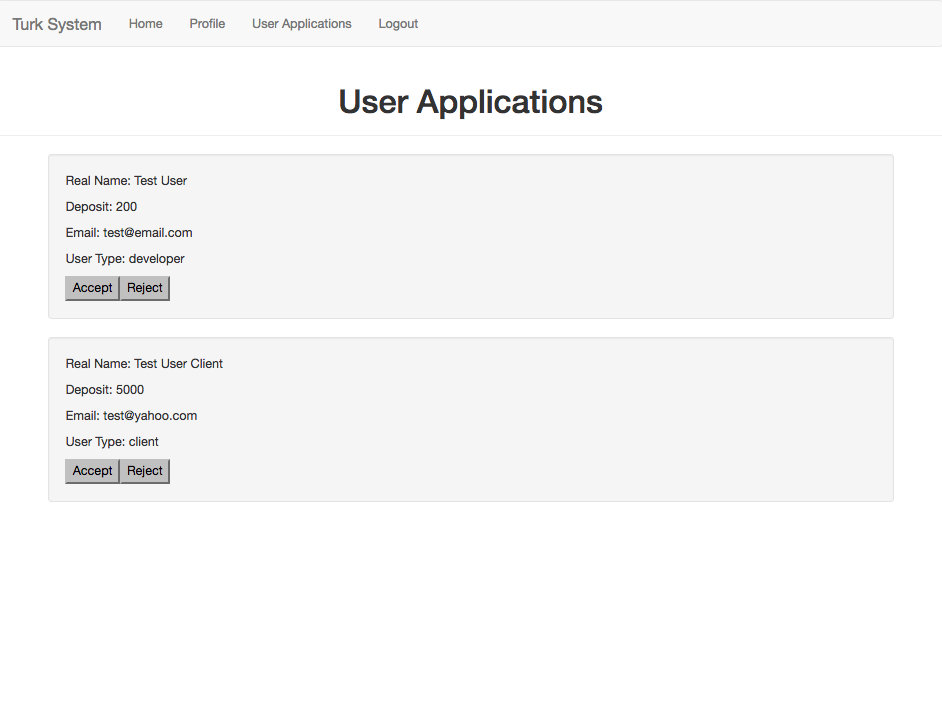 Turk System Home Profile User Applications Logout
User Applications
Real Name: Test User
Deposit: 200
Email: test@email.com
User Type: developer
Accept Reject
Real Name: Test User Client
Deposit: 5000
Email: test@yahoo.com
User Type: client
Accept Reject